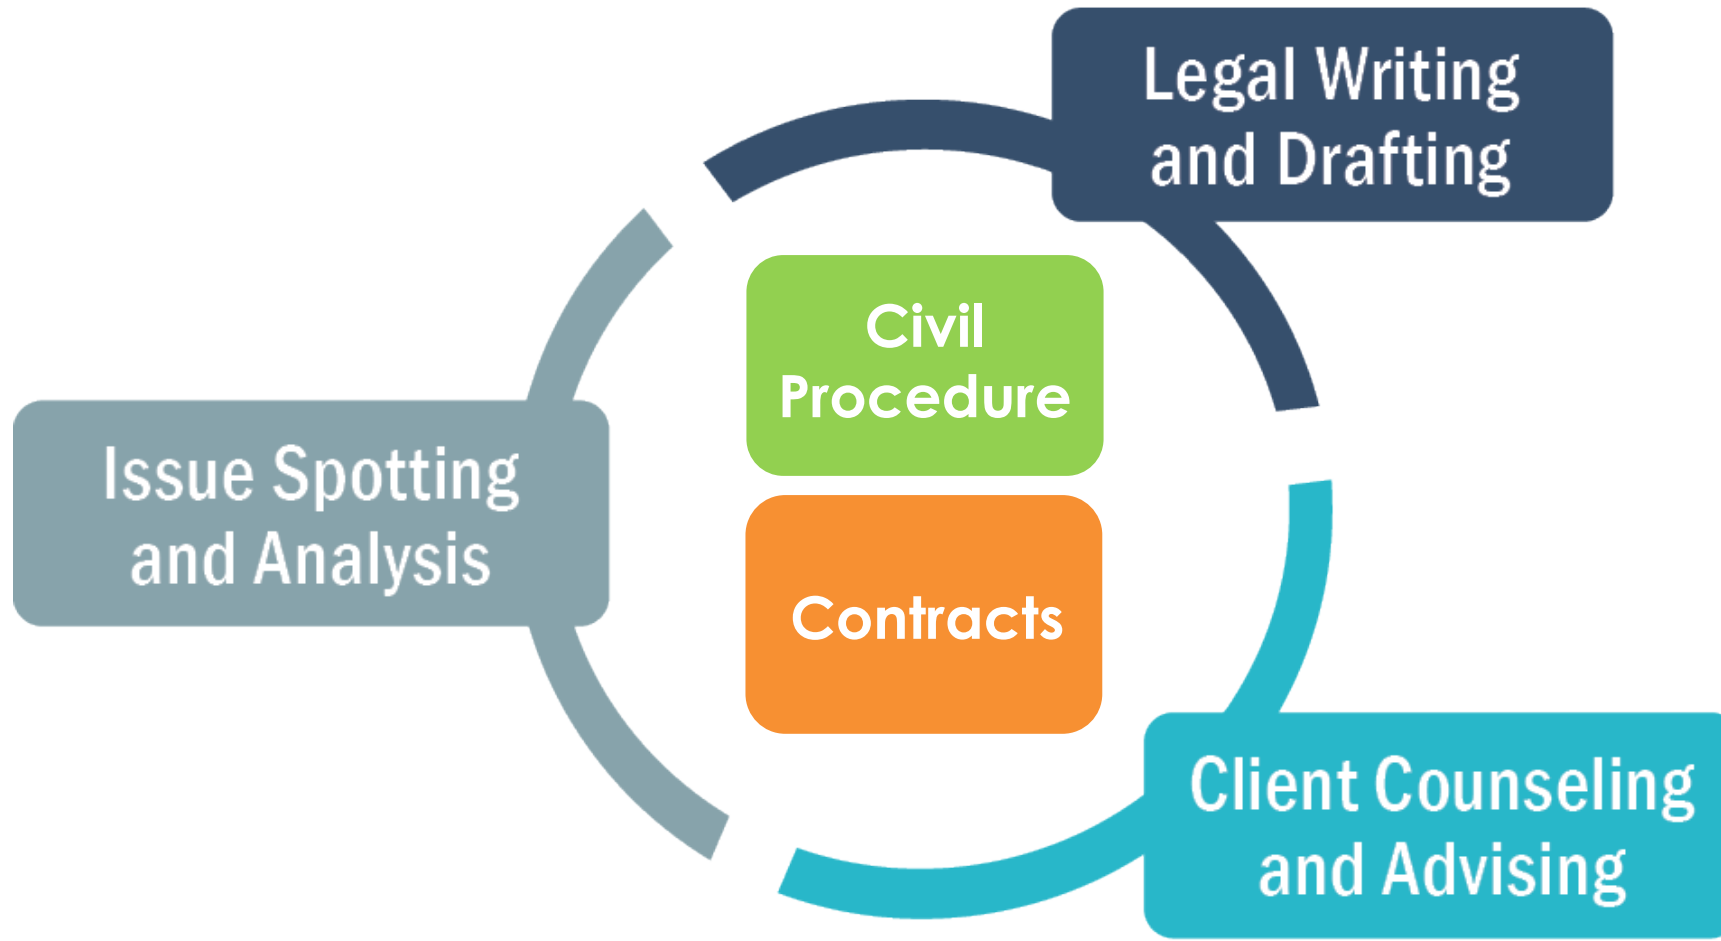 Legal Writing
and Drafting
Civil
Procedure
Issue Spotting
and Analysis
Contracts
Client Counseling
and Advising